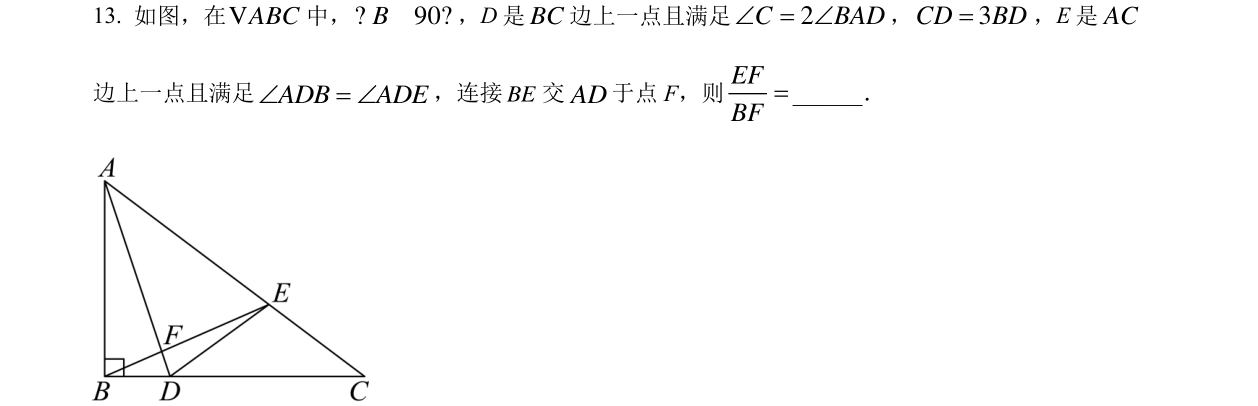 13. 如图，在VABC 中，? B 90?，D 是 BC 边上一点且满足 ∠C = 2∠BAD，CD = 3BD，E 是 AC
边上一点且满足 ∠ADB = ∠ADE，连接 BE 交 AD 于点 F，则 EF/BF = ______.
A
E
F
B D C